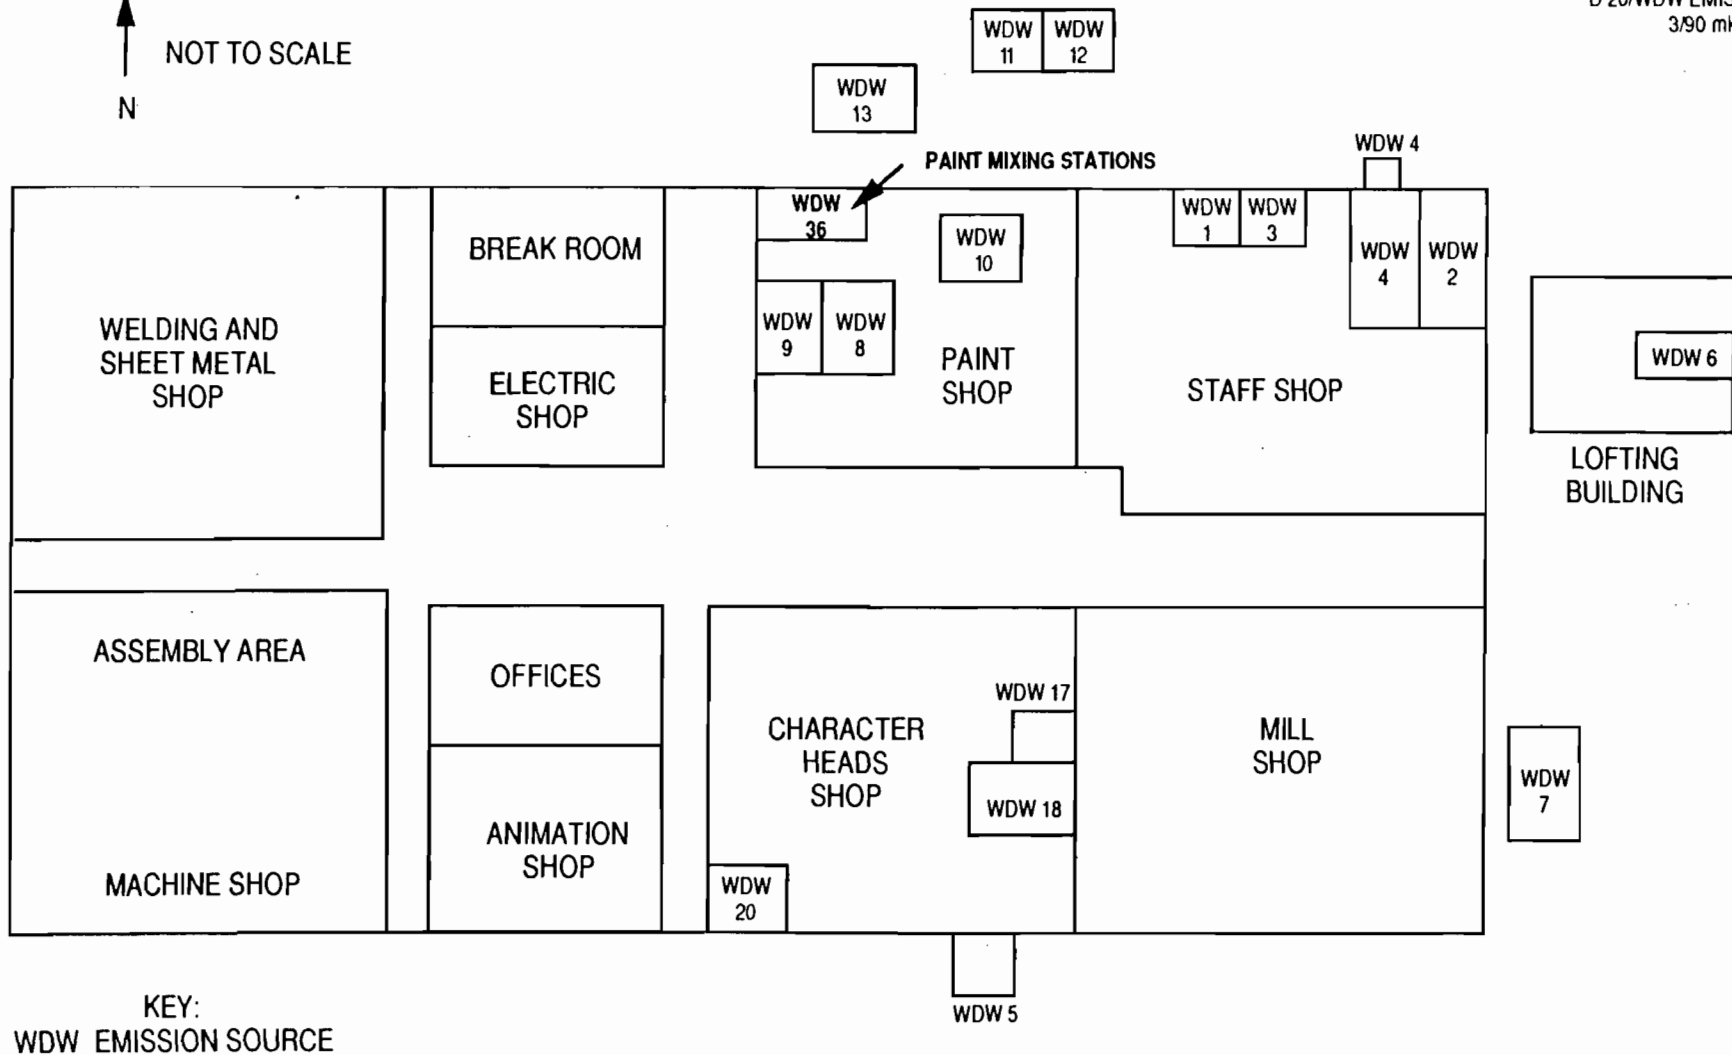 D 20/WDW EMIS
3/90
NOT TO SCALE
N
WDW
11
WDW
12
WDW
13
PAINT MIXING STATIONS
WDW 4
WDW
36
WDW
10
WDW
1
WDW
3
WDW
4
WDW
2
BREAK ROOM
WELDING AND
SHEET METAL
SHOP
ELECTRIC
SHOP
WDW
9
WDW
8
PAINT
SHOP
STAFF SHOP
WDW 6
LOFTING
BUILDING
ASSEMBLY AREA
MACHINE SHOP
OFFICES
ANIMATION
SHOP
CHARACTER
HEADS
SHOP
WDW 17
WDW 18
WDW
20
WDW 5
MILL
SHOP
WDW
7
KEY:
WDW EMISSION SOURCE